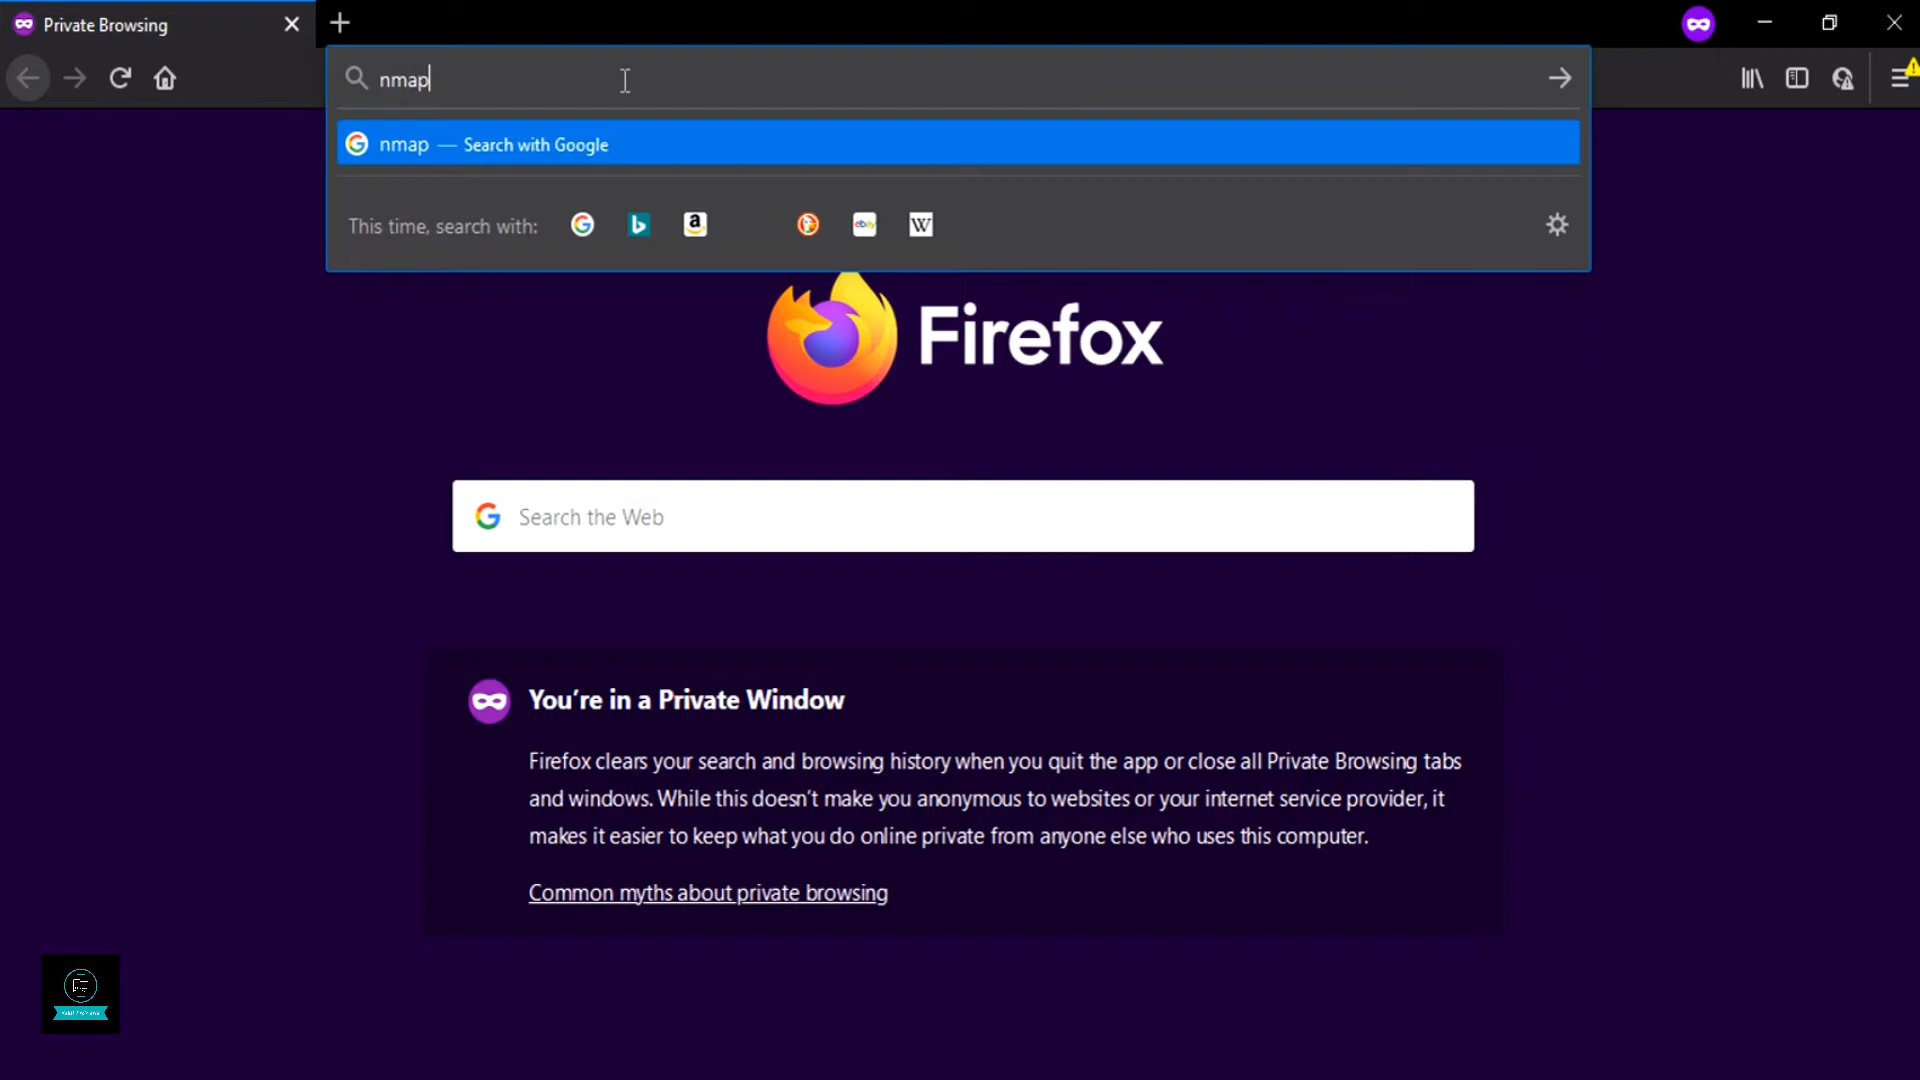 Private Browsing
nmap
nmap — Search with Google
This time, search with:
Firefox
Search the Web
You're in a Private Window
Firefox clears your search and browsing history when you quit the app or close all Private Browsing tabs
and windows. While this doesn't make you anonymous to websites or your internet service provider, it
makes it easier to keep what you do online private from anyone else who uses this computer.
Common myths about private browsing